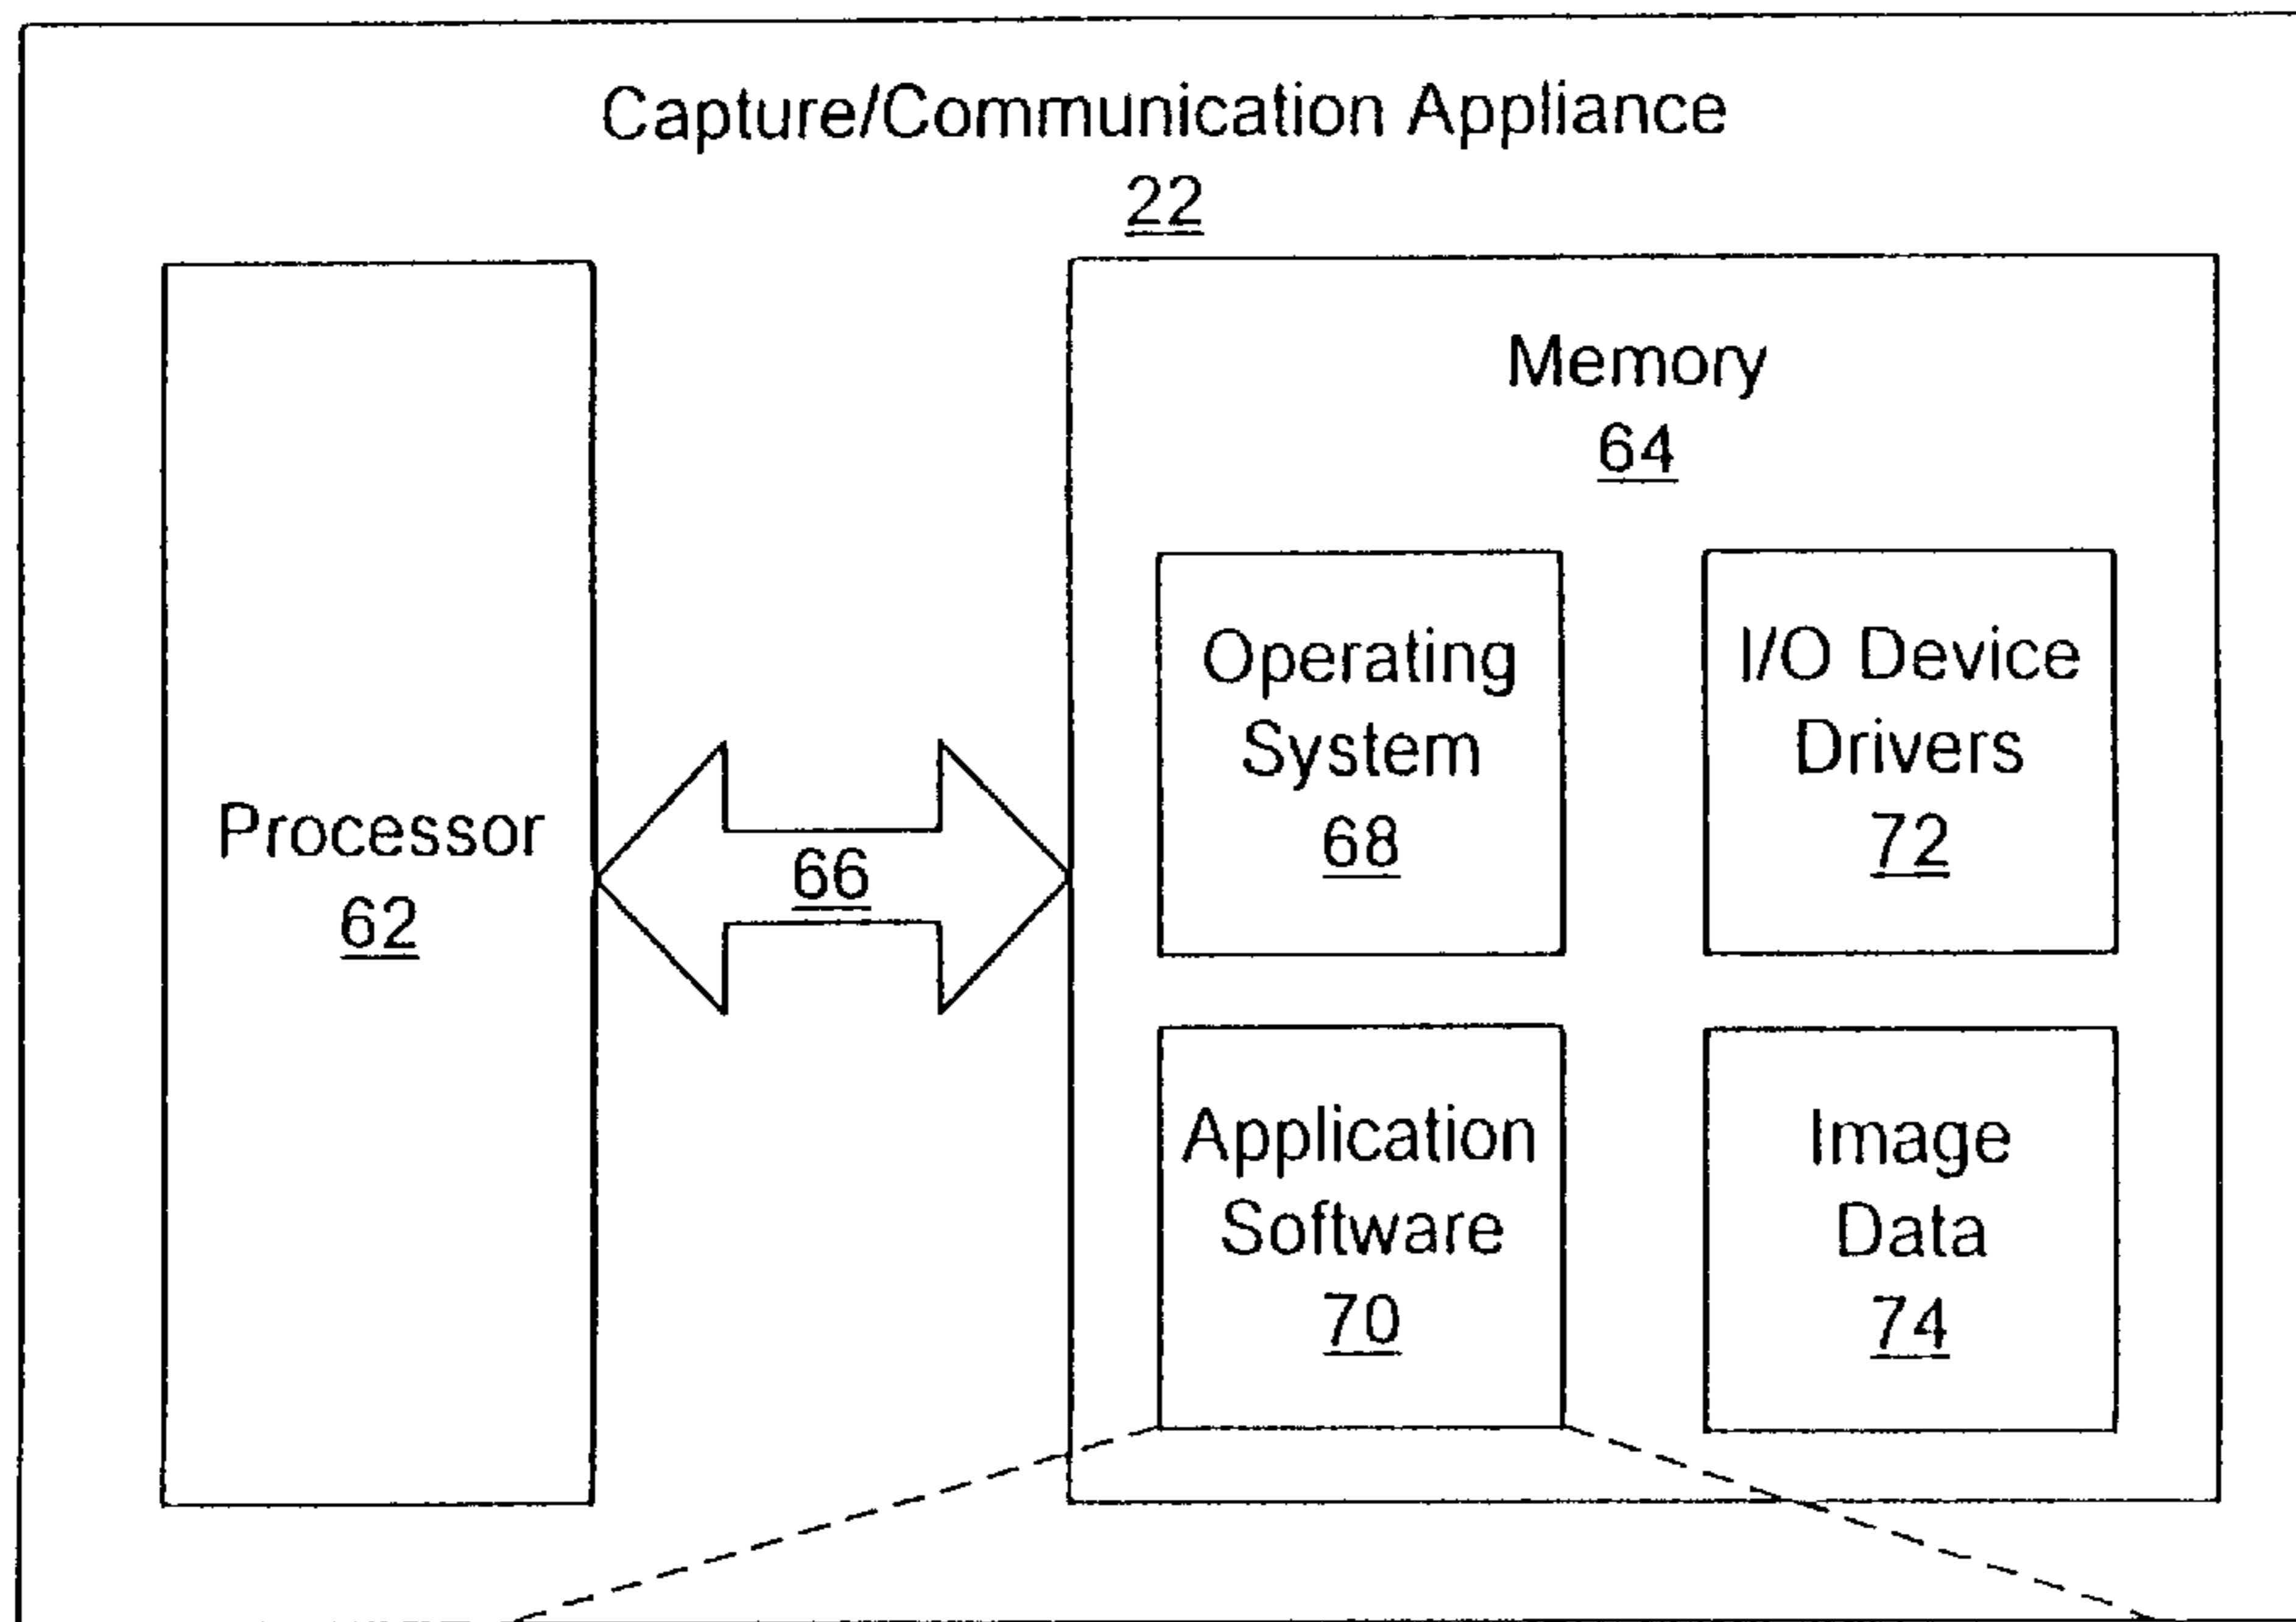 Capture/Communication Appliance
22
Processor
62
66
Memory
64
Operating
System
68
I/O Device
Drivers
72
Application
Software
70
Image
Data
74